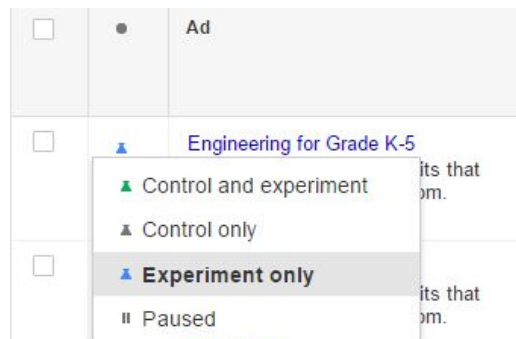 Ad
Engineering for Grade K-5
its that
Control and experiment
om.
Control only
Experiment only
its that
Paused
om.